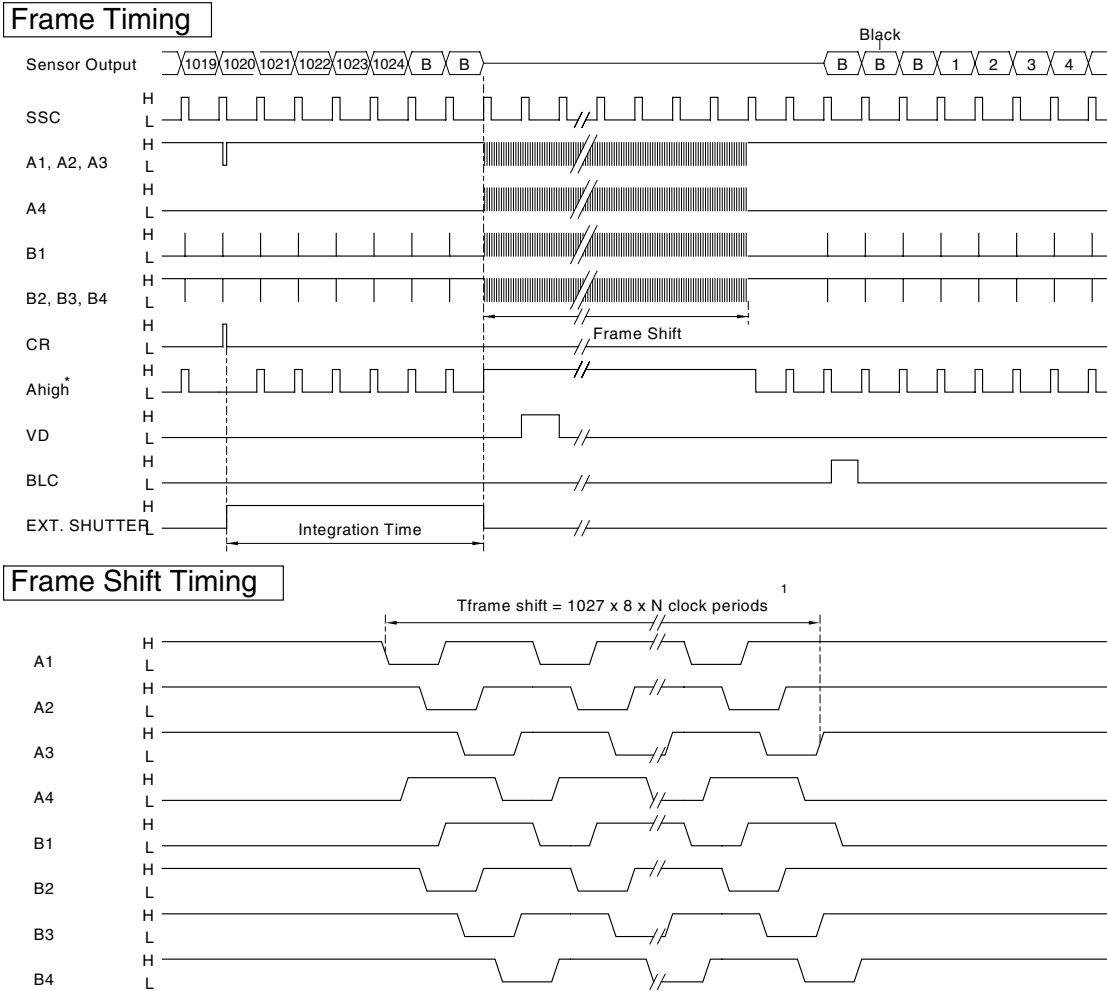 Frame Timing
Black
Sensor Output 1019 1020 1021 1022 1023 1024 B B B B B 1 2 3 4
H
SSC
L
H
A1, A2, A3
L
H
A4
L
H
B1
L
H
B2, B3, B4
L
Frame Shift
H
CR
L
H
Ahigh*
L
H
VD
L
H
BLC
L
H
EXT. SHUTTER
L
Integration Time
Frame Shift Timing
Tframe shift = 1027 x 8 x N clock periods 1
H
A1
L
H
A2
L
H
A3
L
H
A4
L
H
B1
L
H
B2
L
H
B3
L
H
B4
L